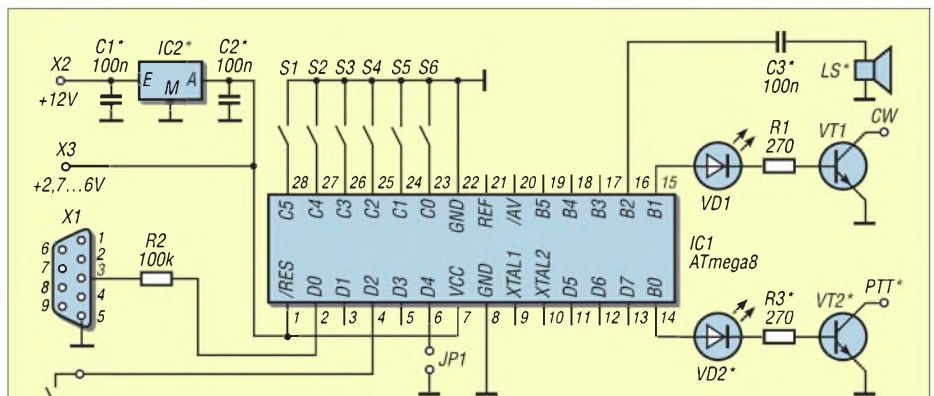 C1* IC2* C2*
100n 100n
X2
E M A
+12V
S1 S2 S3 S4 S5 S6
C3*
100n
LS*
X3
+2,7...6V
R1
270
VT1
CW
VD1
28 27 26 25 24 23 22 21 20 19 18 17 16 15
C5 C4 C3 C2 C1 C0 GND REF /AV B5 B4 B3 B2 B1
IC1
ATmega8
/RES D0 D1 D2 D3 D4 VCC GND XTAL1 XTAL2 D5 D6 D7 B0
1 2 3 4 5 6 7 8 9 10 11 12 13 14
X1
1
6
2
7
3
8
4
9
5
R2
100k
JP1
R3*
270
VT2*
PTT*
VD2*